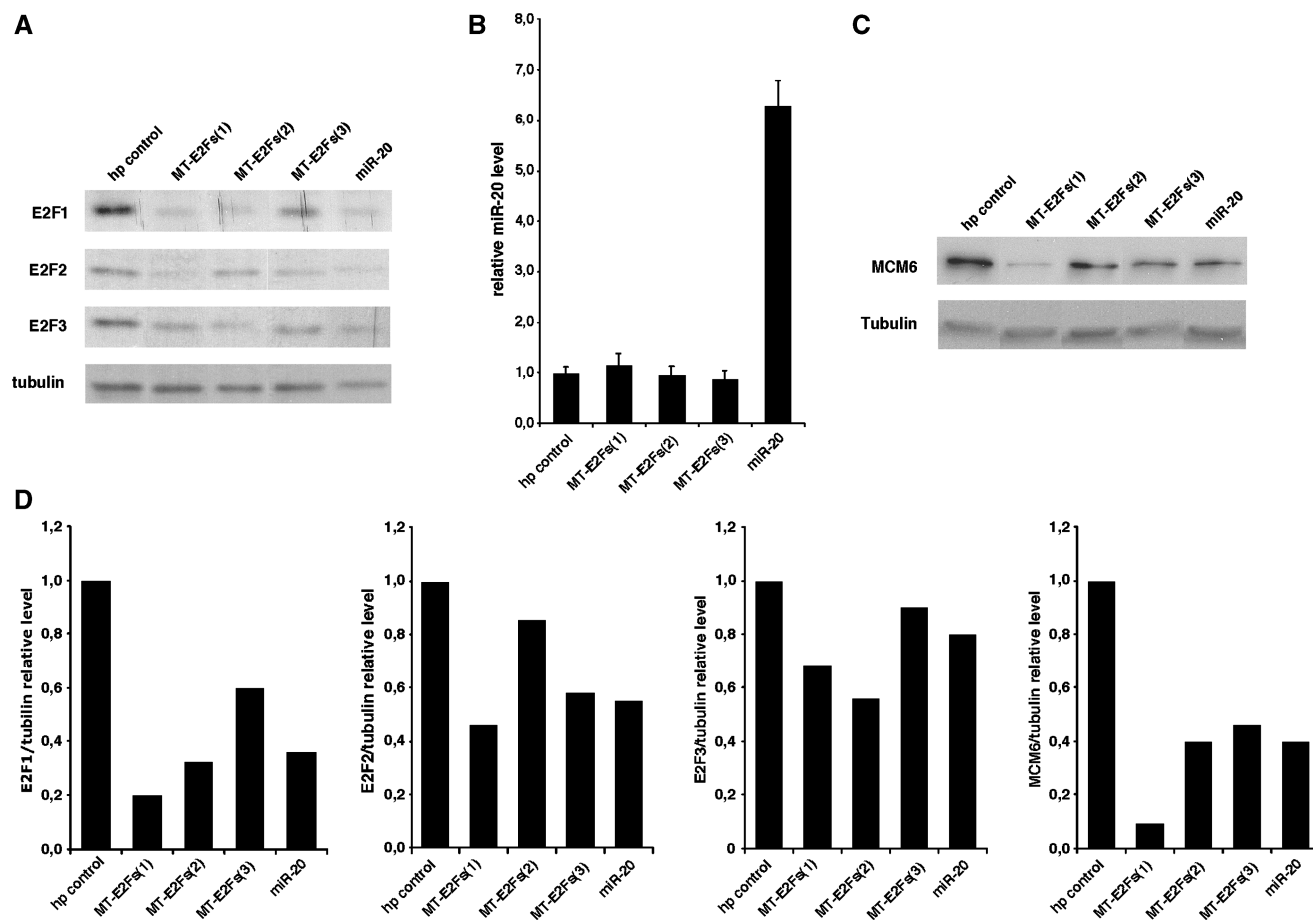 A
hp control
MT-E2Fs(1)
MT-E2Fs(2)
MT-E2Fs(3)
miR-20
E2F1
E2F2
E2F3
tubulin
B
relative miR-20 level
8,0
7,0
6,0
5,0
4,0
3,0
2,0
1,0
0,0
hp control
MT-E2Fs(1)
MT-E2Fs(2)
MT-E2Fs(3)
miR-20
C
hp control
MT-E2Fs(1)
MT-E2Fs(2)
MT-E2Fs(3)
miR-20
MCM6
Tubulin
D
E2F1/tubilin relative level
1,2
1,0
0,8
0,6
0,4
0,2
0,0
hp control
MT-E2Fs(1)
MT-E2Fs(2)
MT-E2Fs(3)
miR-20
E2F2/tubulin relative level
1,2
1,0
0,8
0,6
0,4
0,2
0,0
hp control
MT-E2Fs(1)
MT-E2Fs(2)
MT-E2Fs(3)
miR-20
E2F3/tubulin relative level
1,2
1,0
0,8
0,6
0,4
0,2
0
hp control
MT-E2Fs(1)
MT-E2Fs(2)
MT-E2Fs(3)
miR-20
MCM6/tubulin relative level
1,2
1,0
0,8
0,6
0,4
0,2
0,0
hp control
MT-E2Fs(1)
MT-E2Fs(2)
MT-E2Fs(3)
miR-20